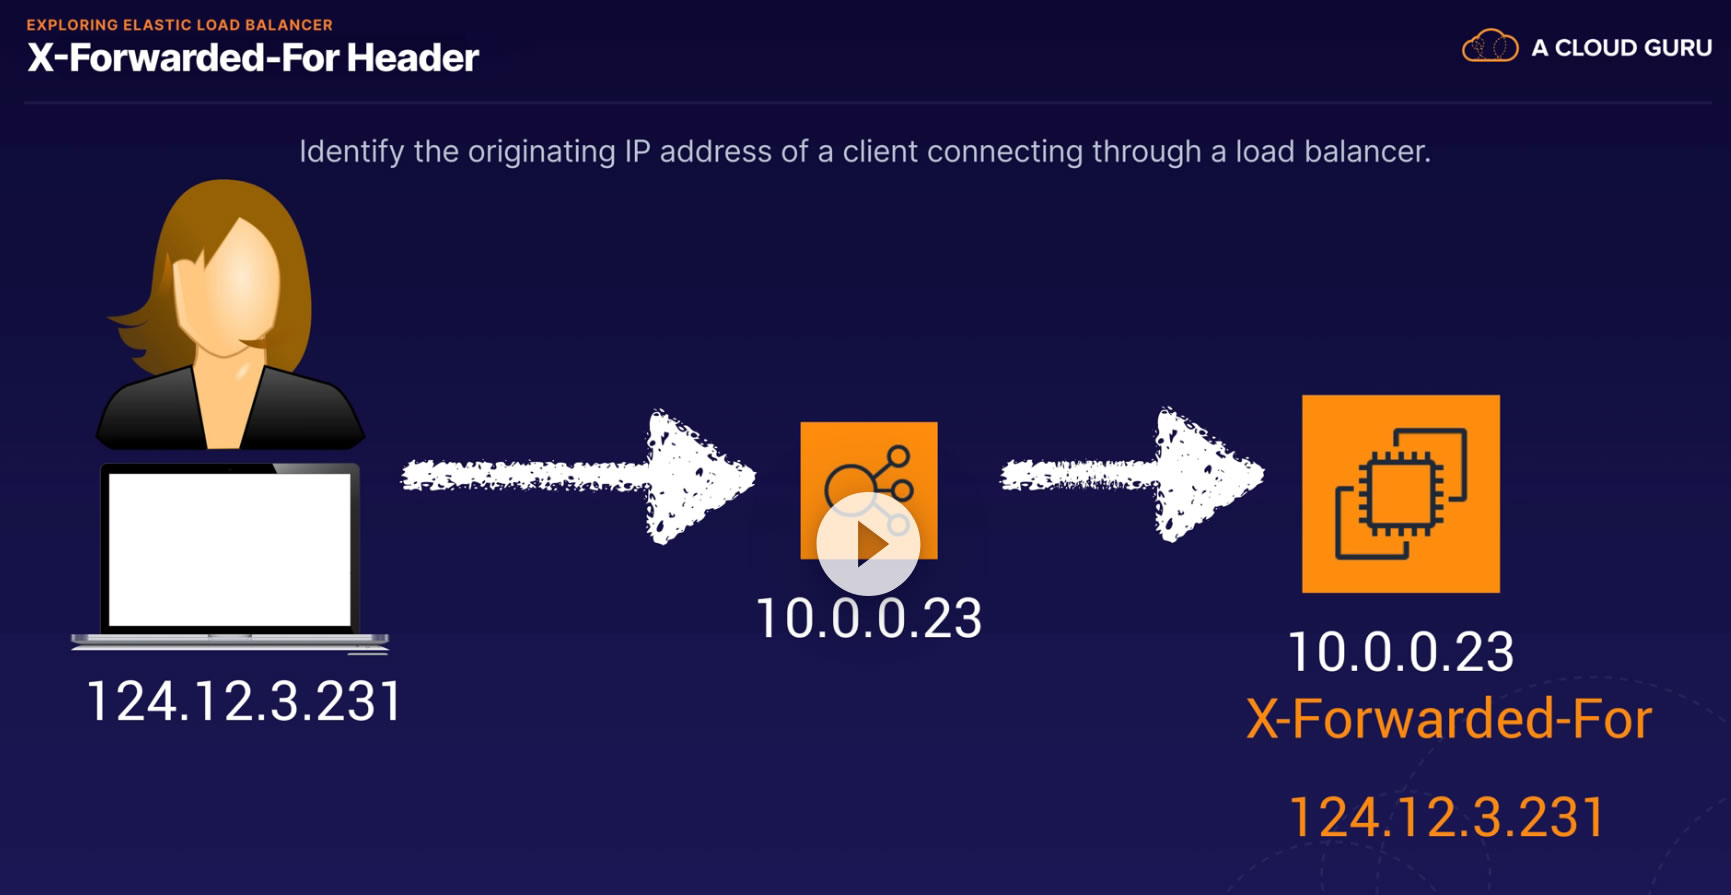 EXPLORING ELASTIC LOAD BALANCER
X-Forwarded-For Header
A CLOUD GURU
Identify the originating IP address of a client connecting through a load balancer.
10.0.0.23
10.0.0.23
124.12.3.231
X-Forwarded-For
124.12.3.231